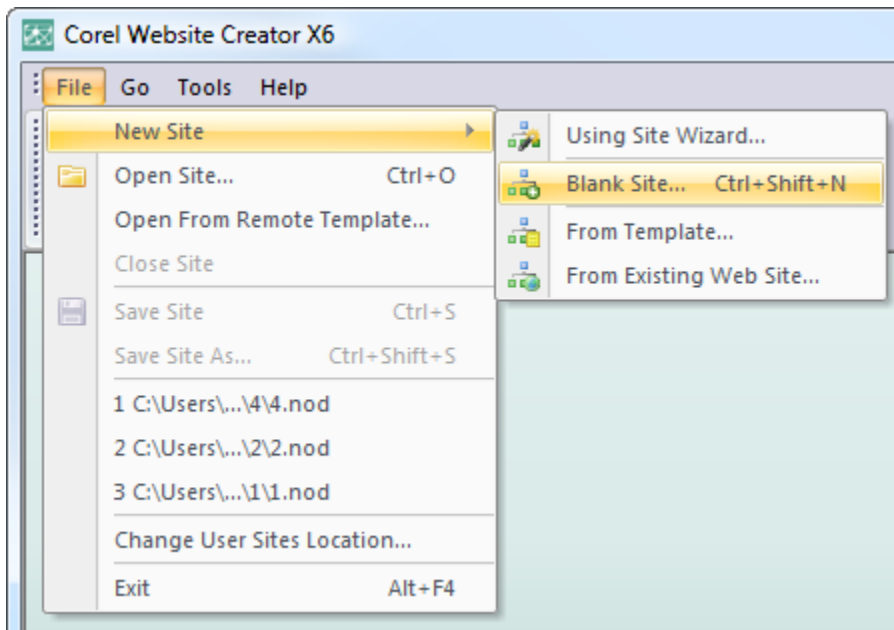 Corel Website Creator X6
File Go Tools Help
New Site
Open Site... Ctrl+O
Open From Remote Template...
Close Site
Save Site Ctrl+S
Save Site As... Ctrl+Shift+S
1 C:\Users\...\4\4.nod
2 C:\Users\...\2\2.nod
3 C:\Users\...\1\1.nod
Change User Sites Location...
Exit Alt+F4
Using Site Wizard...
Blank Site... Ctrl+Shift+N
From Template...
From Existing Web Site...